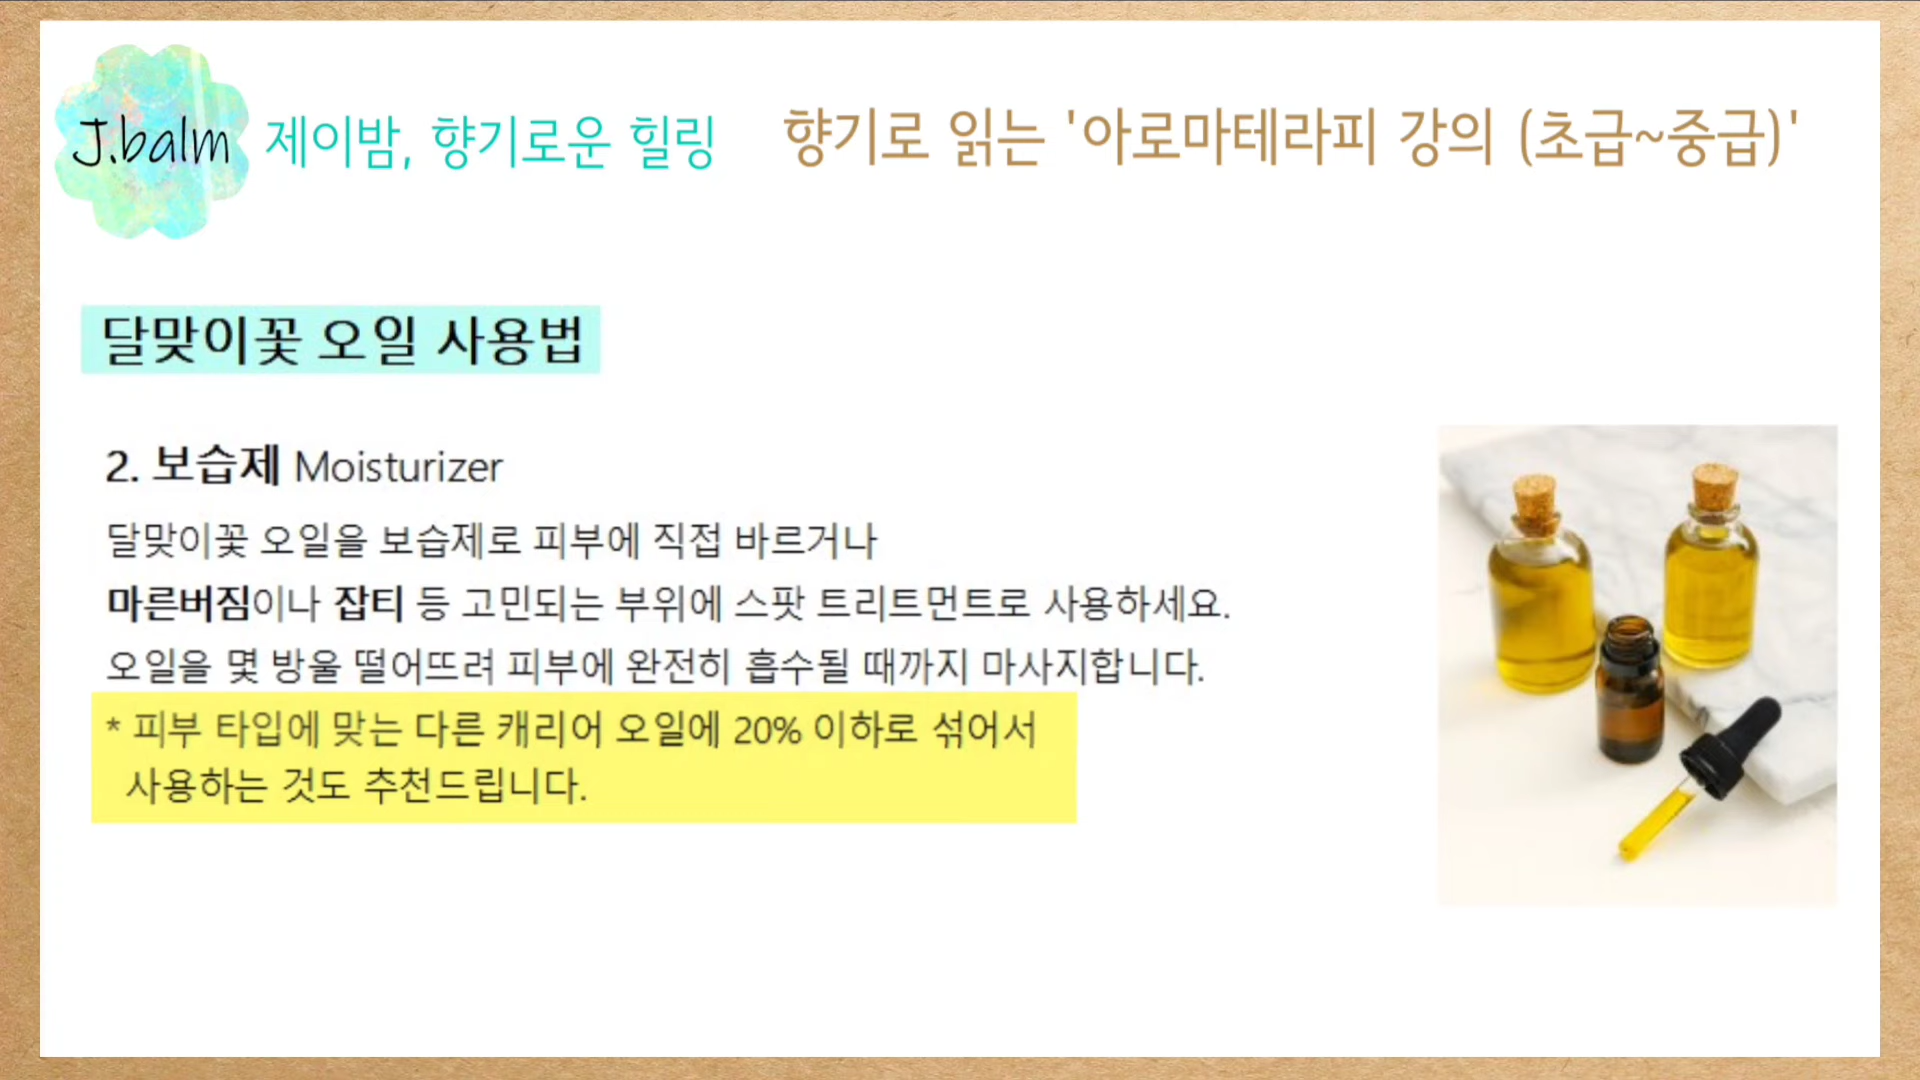 J.balm 제이밤, 향기로운 힐링 향기로 읽는 '아로마테라피 강의 (초급~중급)'
달맞이꽃 오일 사용법
2. 보습제 Moisturizer
달맞이꽃 오일을 보습제로 피부에 직접 바르거나
마른버짐이나 잡티 등 고민되는 부위에 스팟 트리트먼트로 사용하세요.
오일을 몇 방울 떨어뜨려 피부에 완전히 흡수될 때까지 마사지합니다.
* 피부 타입에 맞는 다른 캐리어 오일에 20% 이하로 섞어서
사용하는 것도 추천드립니다.